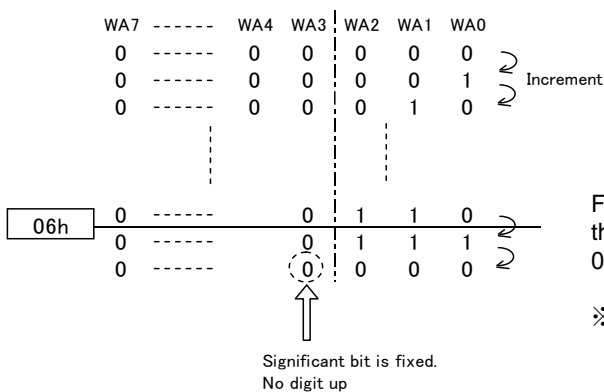 WA7 ------ WA4 WA3 WA2 WA1 WA0
0 ------ 0 0 0 0 0
0 ------ 0 0 0 0 1
Increment
0 ------ 0 0 0 1 0
0 ------ 0 1 1 0
06h
0 ------ 0 1 1 1
0 ------ 0 0 0 0
F
th
0
※
Significant bit is fixed.
No digit up